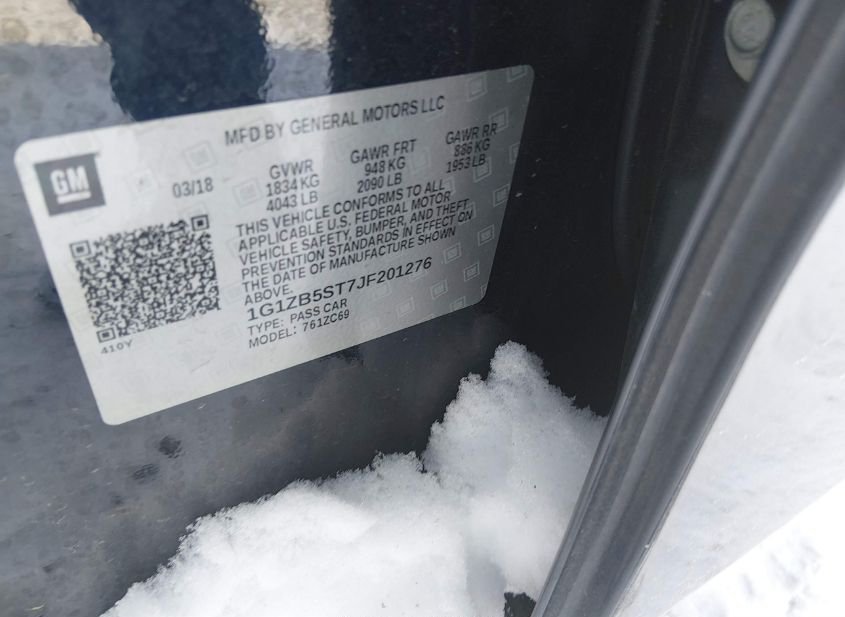 MFD BY GENERAL MOTORS LLC
GM
03/18
GVWR
1834 KG
4043 LB
GAWR FRT
948 KG
2090 LB
GAWR RR
886 KG
1953 LB
THIS VEHICLE CONFORMS TO ALL
APPLICABLE U.S. FEDERAL MOTOR
VEHICLE SAFETY, BUMPER, AND THEFT
PREVENTION STANDARDS IN EFFECT ON
THE DATE OF MANUFACTURE SHOWN
ABOVE.
1G1ZB5ST7JF201276
TYPE: PASS CAR
MODEL: 761ZC69
410Y